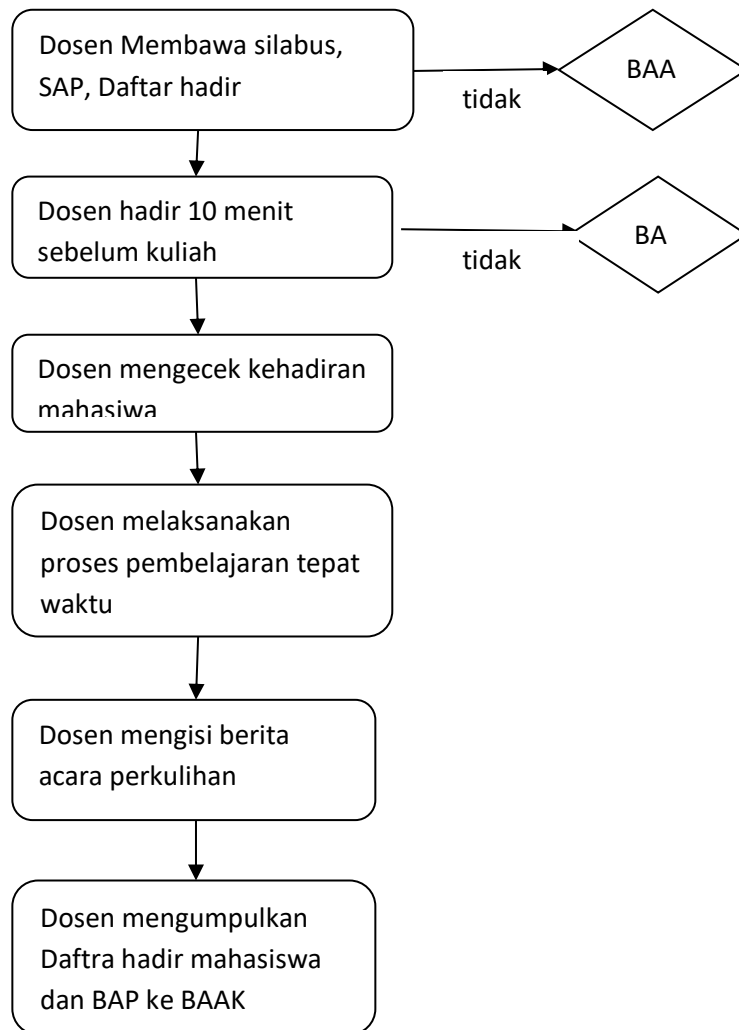 Dosen Membawa silabus,
SAP, Daftar hadir
BAA
tidak
Dosen hadir 10 menit
sebelum kuliah
BA
tidak
Dosen mengecek kehadiran
mahasiwa
Dosen melaksanakan
proses pembelajaran tepat
waktu
Dosen mengisi berita
acara perkulihan
Dosen mengumpulkan
Daftra hadir mahasiswa
dan BAP ke BAAK